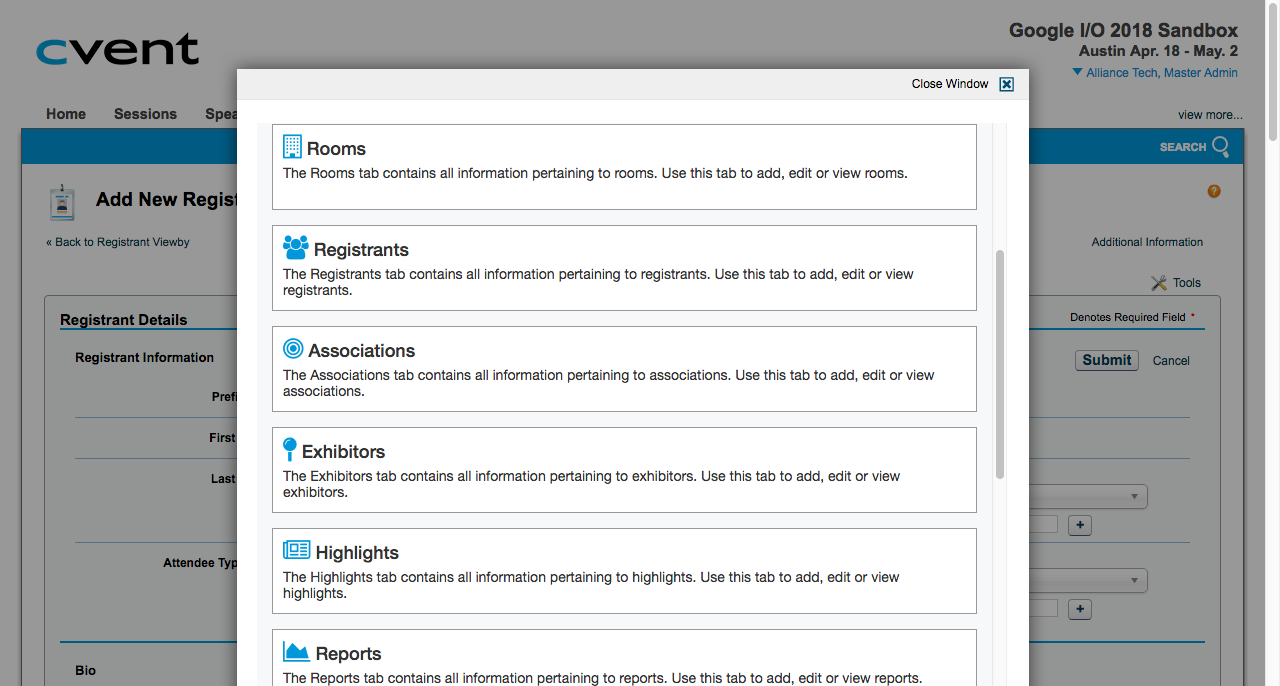 cvent
Google I/O 2018 Sandbox
Austin Apr. 18 - May. 2
Alliance Tech, Master Admin
Close Window
Home Sessions
view more...
SEARCH
Add New
« Back to Registrant Viewby
Additional Information
Tools
Registrant Details
Denotes Required Field *
Registrant Information
Submit Cancel
First
Last
Attendee
+
+
Bio
Rooms
The Rooms tab contains all information pertaining to rooms. Use this tab to add, edit or view rooms.
Registrants
The Registrants tab contains all information pertaining to registrants. Use this tab to add, edit or view
registrants.
Associations
The Associations tab contains all information pertaining to associations. Use this tab to add, edit or view
associations.
Exhibitors
The Exhibitors tab contains all information pertaining to exhibitors. Use this tab to add, edit or view
exhibitors.
Highlights
The Highlights tab contains all information pertaining to highlights. Use this tab to add, edit or view
highlights.
Reports
The Reports tab contains all information pertaining to reports. Use this tab to add, edit or view reports.